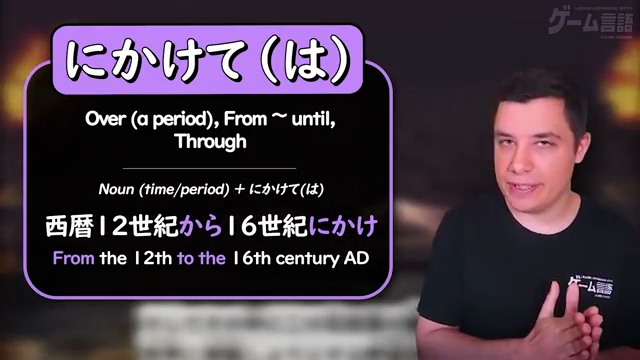 にかけて（は）
Over (a period), From ～ until,
Through
Noun (time/period) + にかけて(は)
西暦12世紀から16世紀にかけ
From the 12th to the 16th century AD
ゲーム言語
ゲーム言語